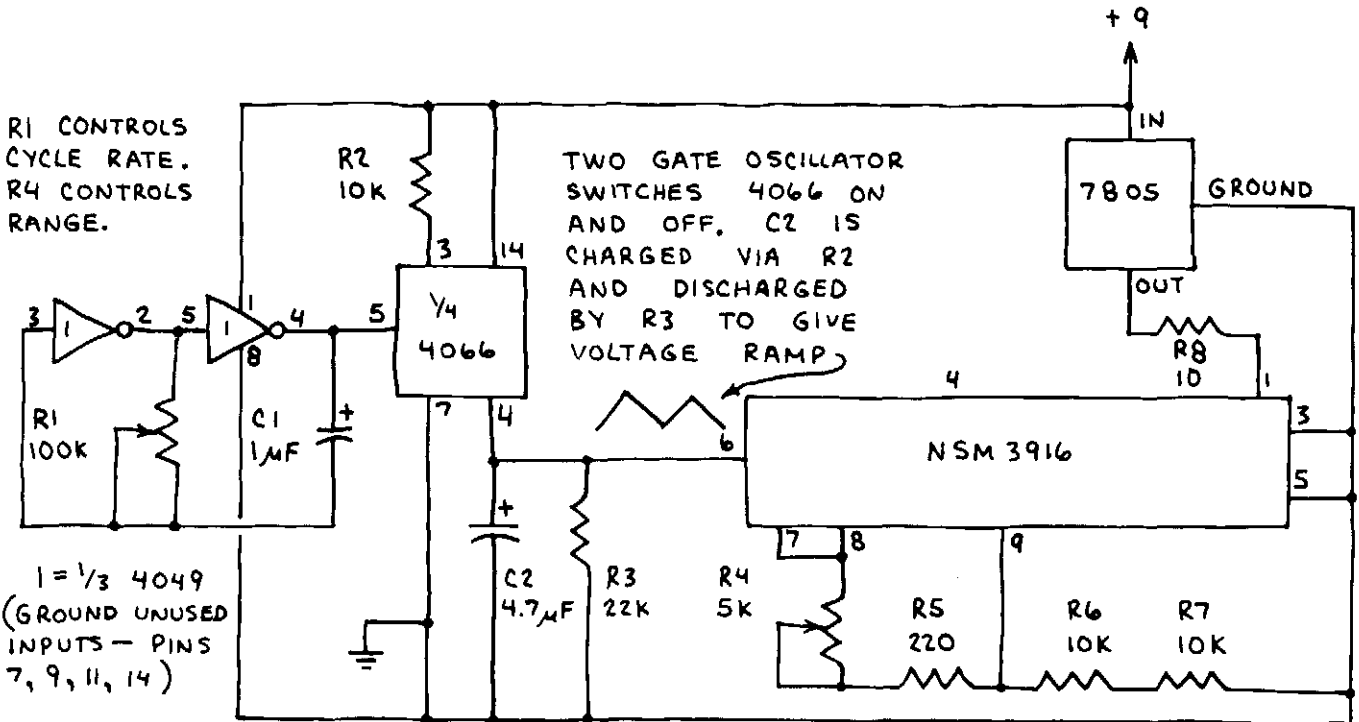 + 9
R1 CONTROLS
CYCLE RATE.
R4 CONTROLS
RANGE.
R2
10K
TWO GATE OSCILLATOR
SWITCHES 4066 ON
AND OFF. C2 IS
CHARGED VIA R2
AND DISCHARGED
BY R3 TO GIVE
VOLTAGE RAMP
IN
7805
GROUND
OUT
R8
10
1
3
14
3
1
2
5
1
1
8
4
5
1/4
4066
7
4
R1
100K
C1
1μF
+
4
6
NSM 3916
3
5
7
8
9
+
C2
4.7μF
R3
22K
R4
5K
R5
220
R6
10K
R7
10K
1 = 1/3 4049
(GROUND UNUSED
INPUTS — PINS
7, 9, 11, 14)